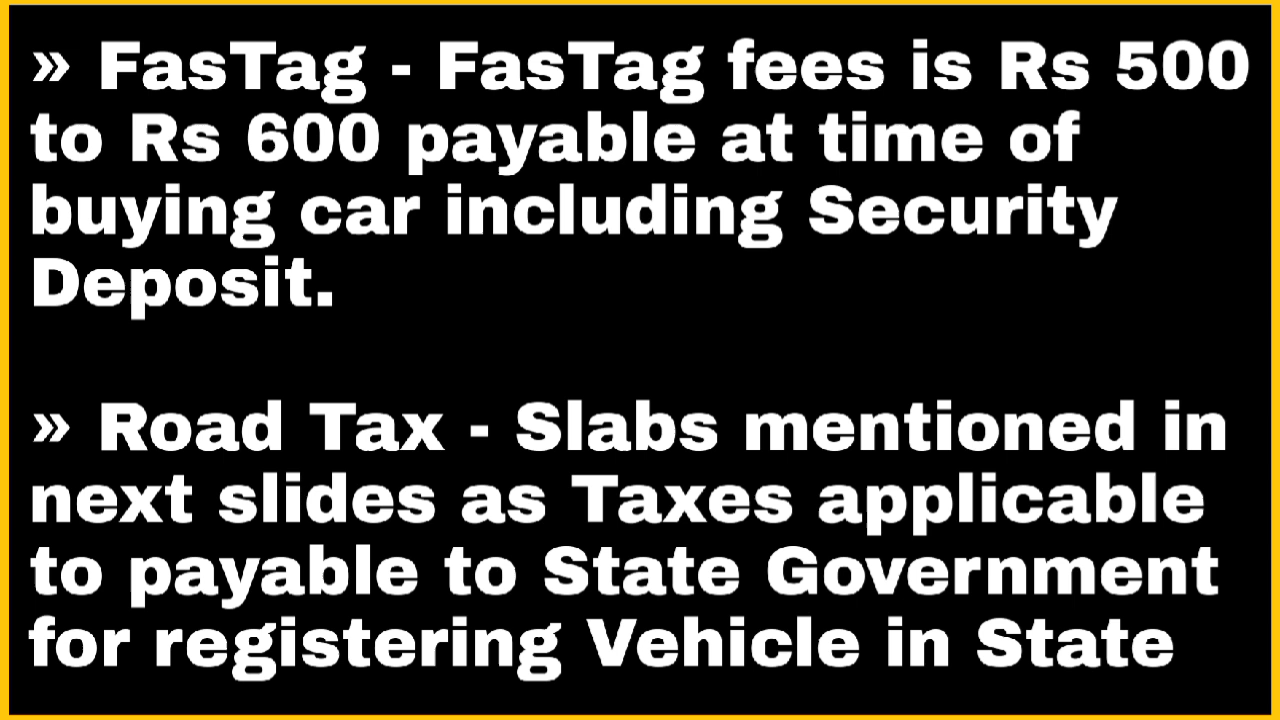 » FasTag - FasTag fees is Rs 500
to Rs 600 payable at time of
buying car including Security
Deposit.
» Road Tax - Slabs mentioned in
next slides as Taxes applicable
to payable to State Government
for registering Vehicle in State